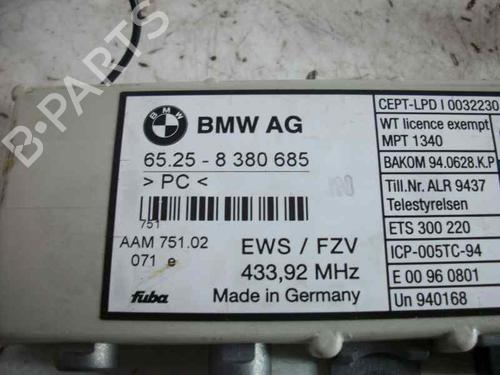 BMW
BMW AG
65.25 - 8 380 685
> PC <
751
AAM 751.02
071 e
EWS / FZV
433,92 MHz
fuba
Made in Germany
CEPT-LPD I 0032230
WT licence exempt
MPT 1340
BAKOM 94.0628.K.P
Till.Nr. ALR 9437
Telestyrelsen
ETS 300 220
ICP-005TC-94
E 00 96 0801
Un 940168